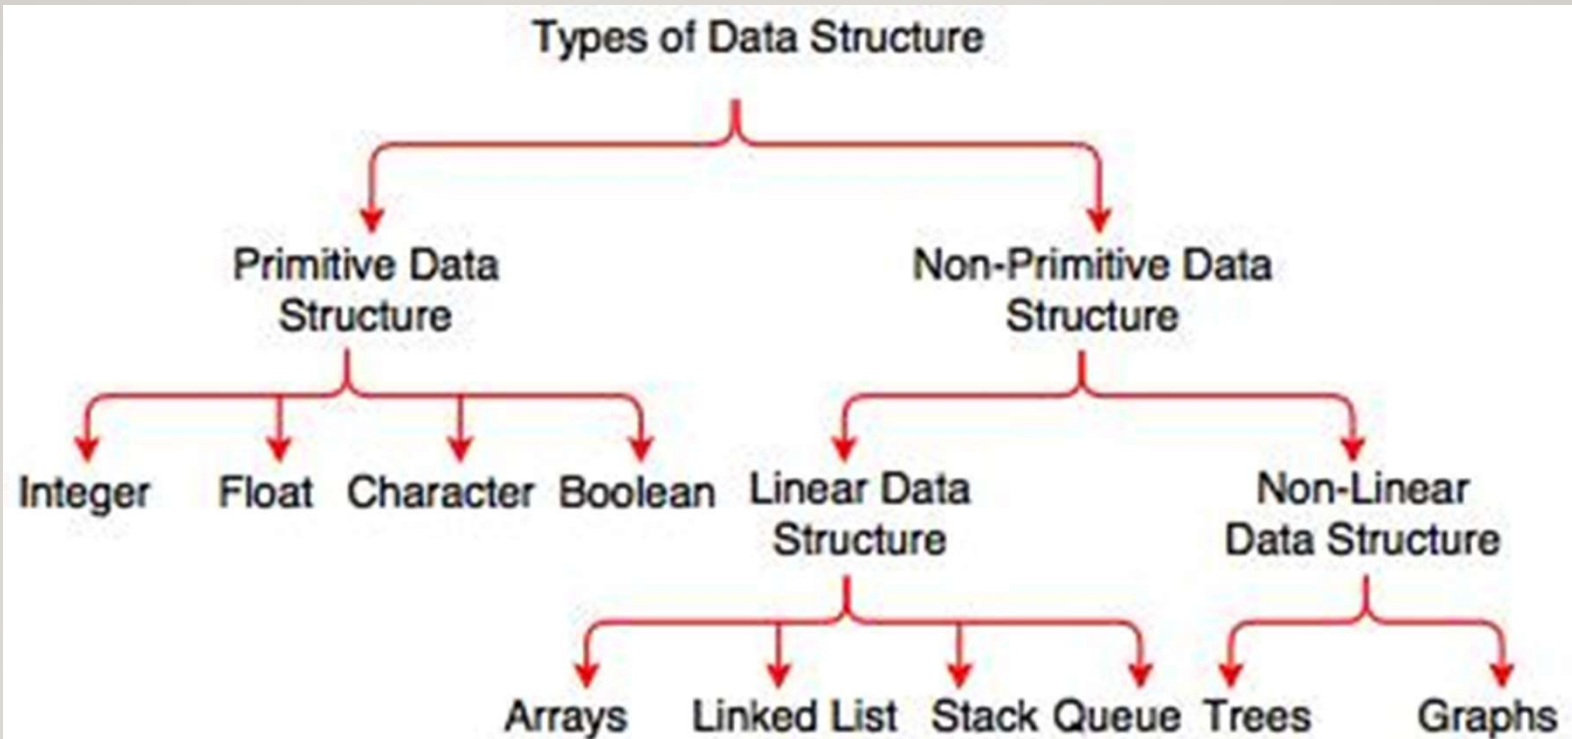 Types of Data Structure
Primitive Data
Structure
Non-Primitive Data
Structure
Integer
Float
Character
Boolean
Linear Data
Structure
Non-Linear
Data Structure
Arrays
Linked List
Stack
Queue
Trees
Graphs